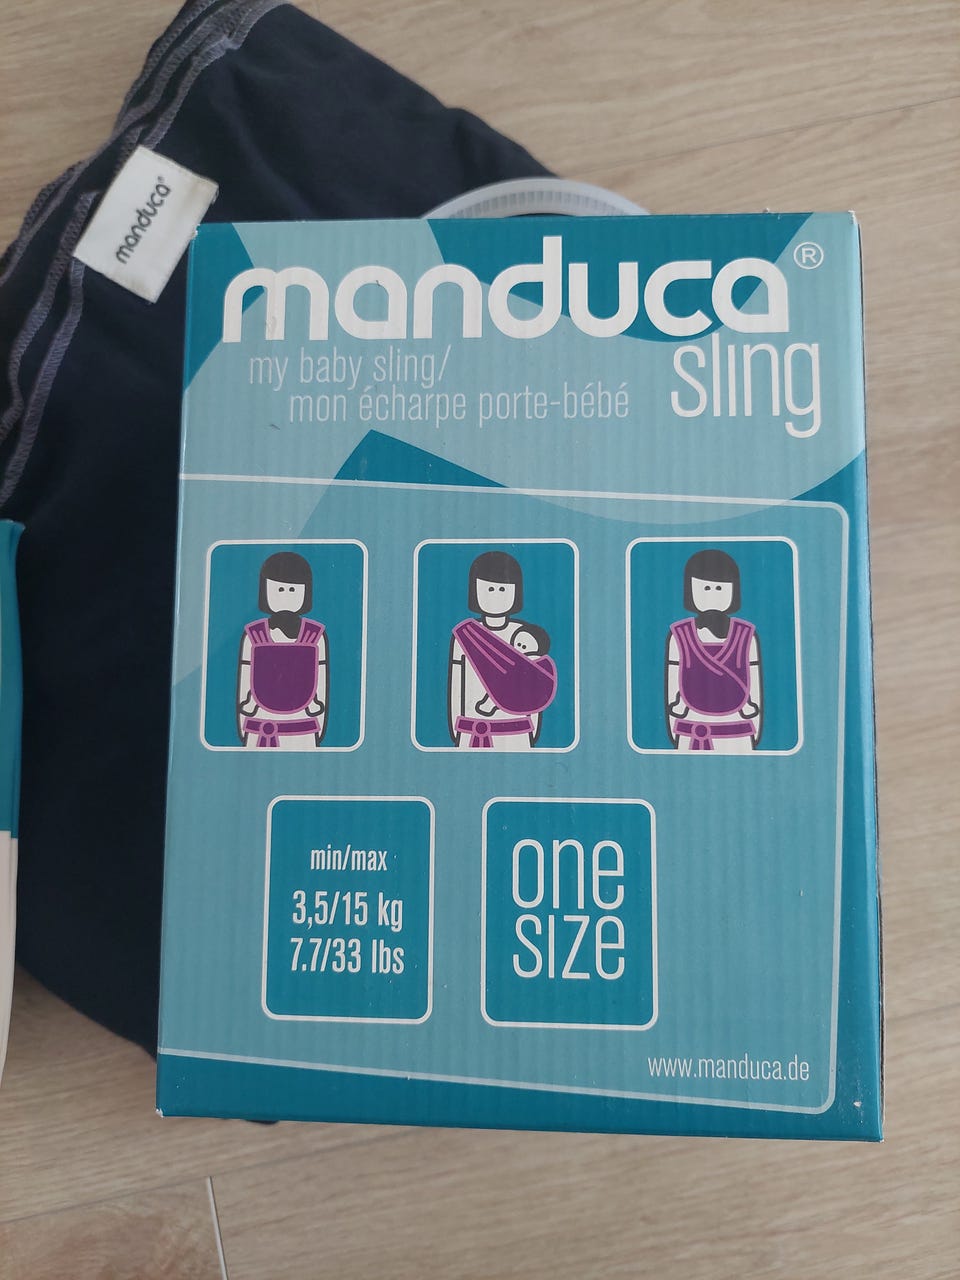 manduca®
manduca®
my baby sling/
mon écharpe porte-bébé
sling
min/max
3,5/15 kg
7.7/33 lbs
one
size
www.manduca.de